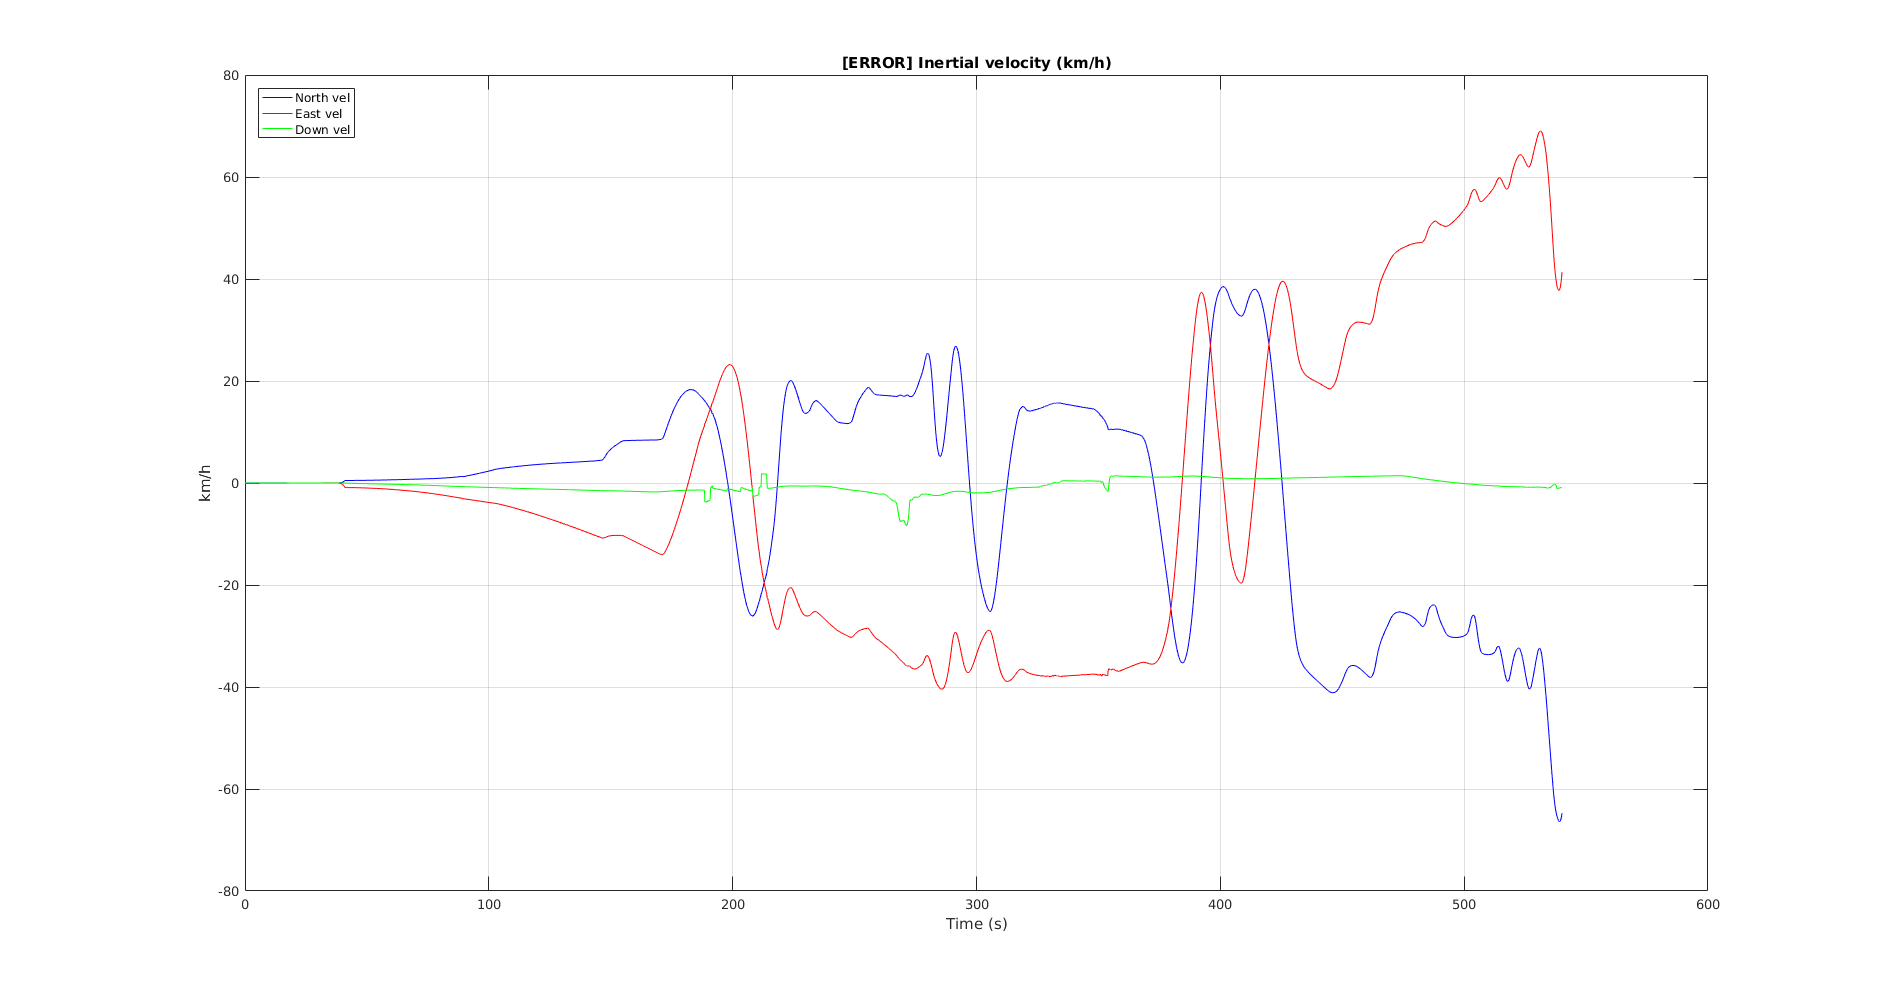 [ERROR] Inertial velocity (km/h)
North vel
East vel
Down vel
80
60
40
20
0
-20
-40
-60
-80
km/h
0 100 200 300 400 500 600
Time (s)